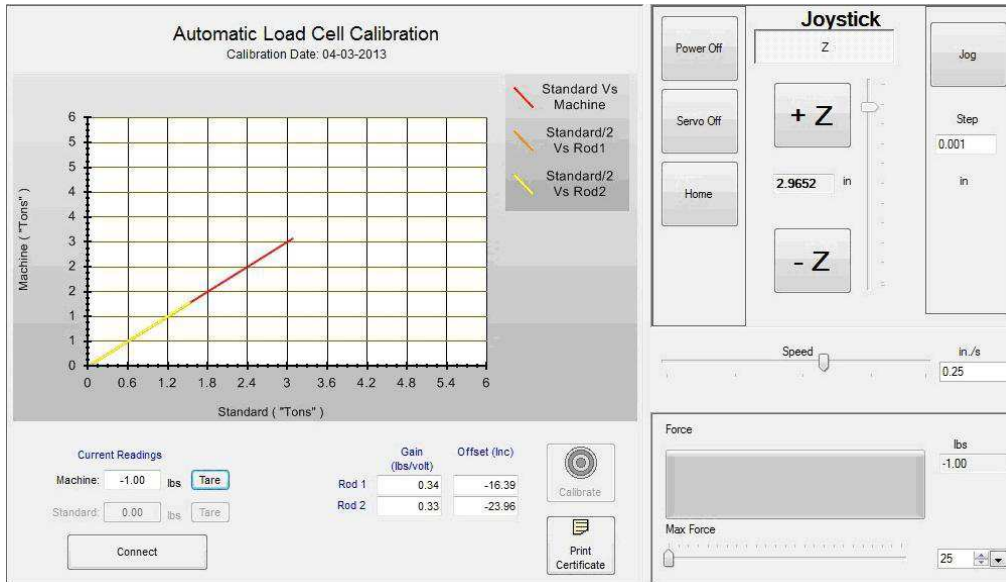 Automatic Load Cell Calibration
Calibration Date: 04-03-2013
Standard Vs
Machine
Standard/2
Vs Rod1
Standard/2
Vs Rod2
Machine ( "Tons" )
6
5
5
4
4
3
2
2
1
1
0
0 0.6 1.2 1.8 2.4 3 3.6 4.2 4.8 5.4 6
Standard ( "Tons" )
Current Readings
Machine: -1.00 lbs Tare
Standard: 0.00 lbs Tare
Connect
Gain
(lbs/volt)
Offset (Inc)
Rod 1 0.34 -16.39
Rod 2 0.33 -23.96
Calibrate
Print
Certificate
Joystick
Z
Power Off
Servo Off
Home
+ Z
2.9652 in
- Z
Jog
Step
0.001
in
Speed
in./s
0.25
Force
lbs
-1.00
Max Force
25